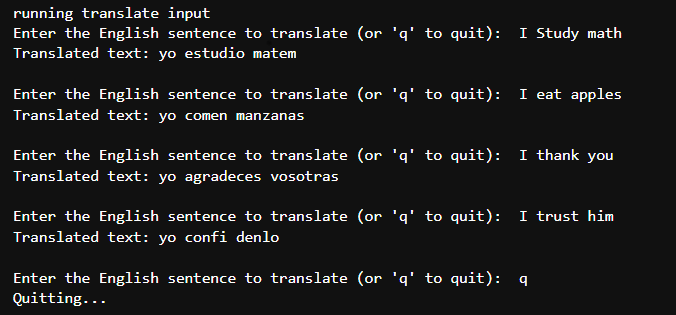 running translate input
Enter the English sentence to translate (or 'q' to quit):  I Study math
Translated text: yo estudio matem
Enter the English sentence to translate (or 'q' to quit):  I eat apples
Translated text: yo comen manzanas
Enter the English sentence to translate (or 'q' to quit):  I thank you
Translated text: yo agradeces vosotras
Enter the English sentence to translate (or 'q' to quit):  I trust him
Translated text: yo confi denlo
Enter the English sentence to translate (or 'q' to quit):  q
Quitting...